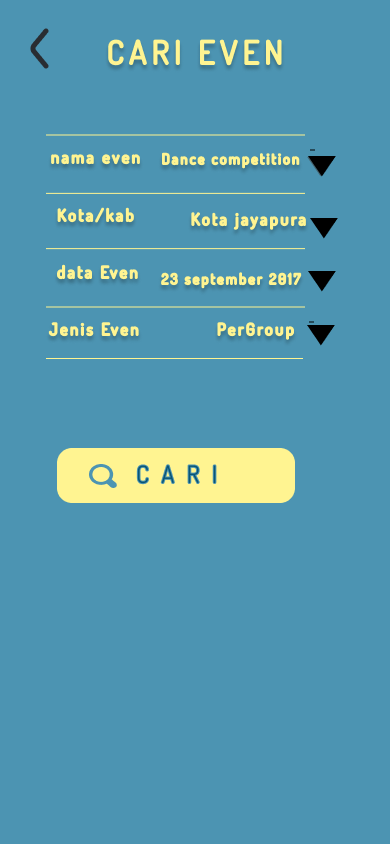 CARI EVEN
nama even Dance competition
Kota/kab Kota jayapura
data Even 23 september 2017
Jenis Even PerGroup
CARI